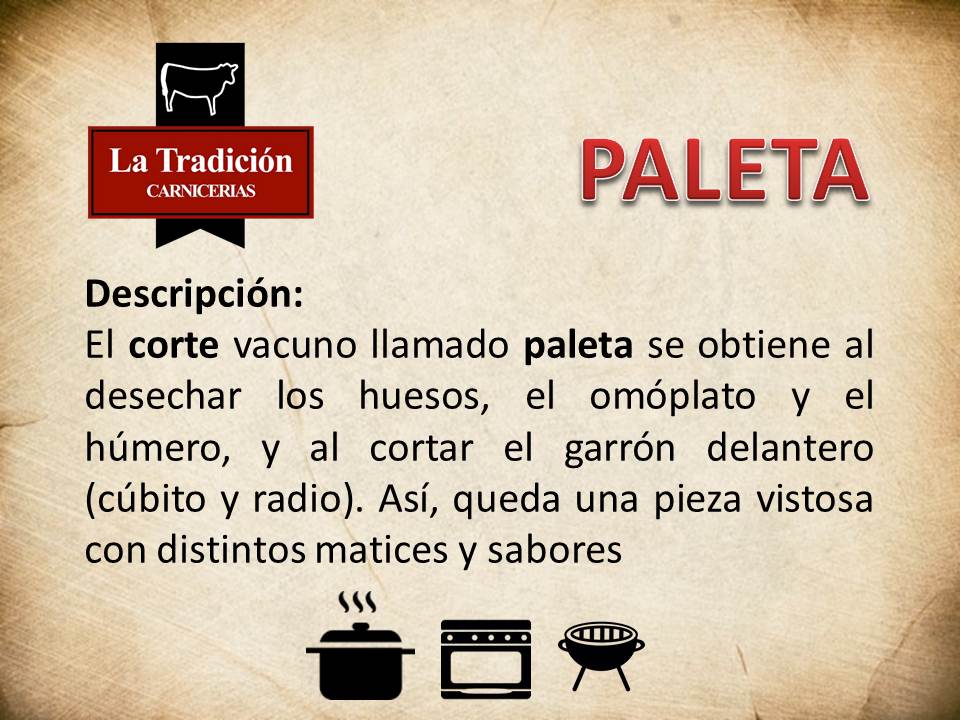 La Tradición
CARNICERIAS
PALETA
Descripción:
El corte vacuno llamado paleta se obtiene al
desechar los huesos, el omóplato y el
húmero, y al cortar el garrón delantero
(cúbito y radio). Así, queda una pieza vistosa
con distintos matices y sabores